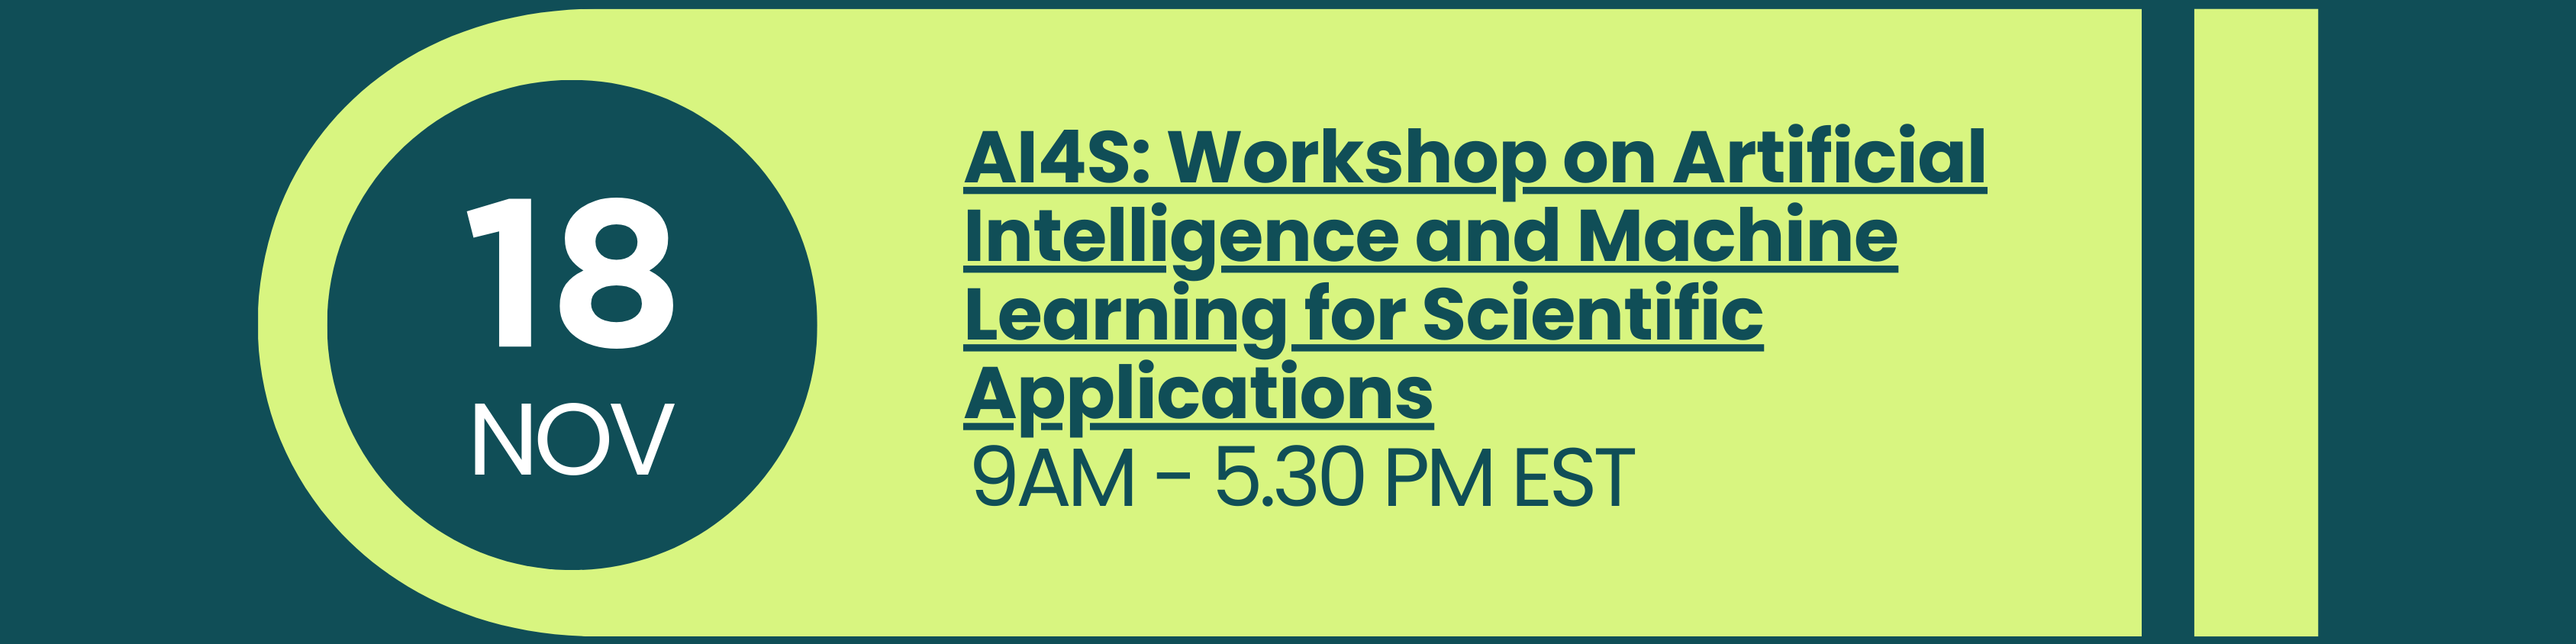 18
NOV
AI4S: Workshop on Artificial
Intelligence and Machine
Learning for Scientific
Applications
9AM - 5.30 PM EST